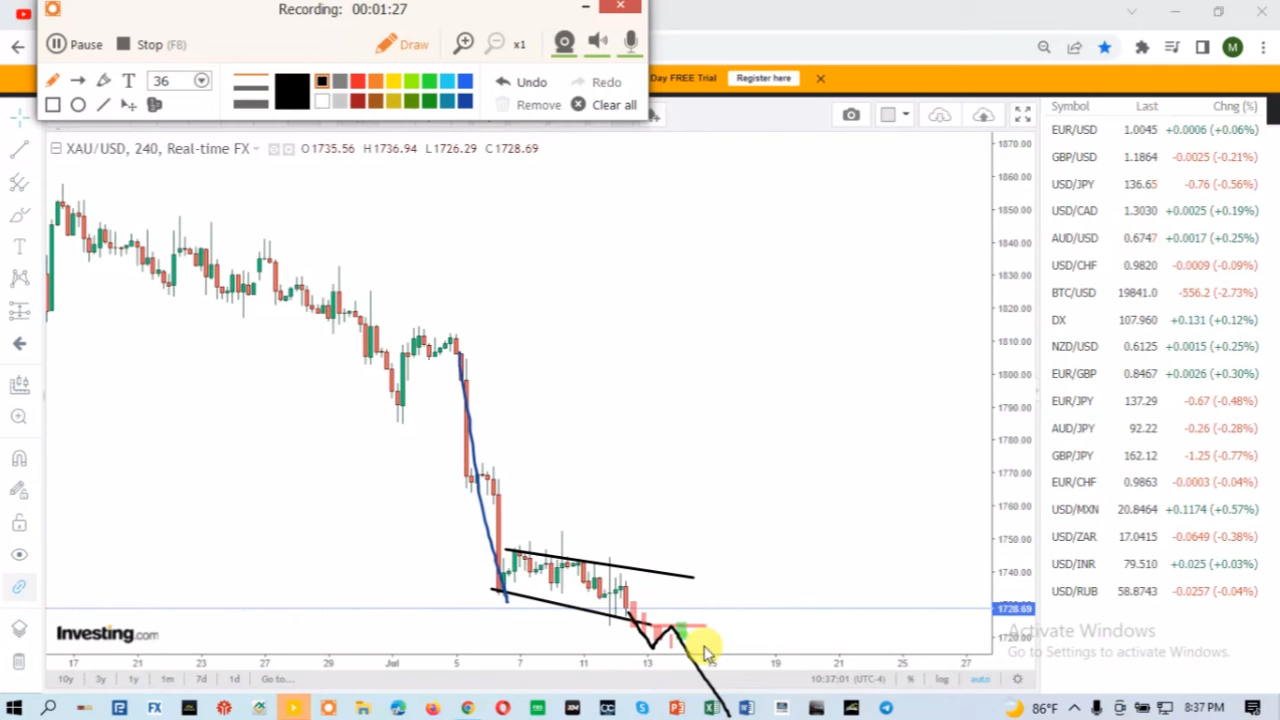 Recording: 00:01:27
Pause Stop (F8) Draw x1
T 36 Undo Redo
Remove Clear all
Day FREE Trial Register here
M
XAU/USD, 240, Real-time FX O1735.56 H1736.94 L1726.29 C1728.69
1870.00
1860.00
1850.00
1840.00
1830.00
1820.00
1810.00
1800.00
1790.00
1780.00
1770.00
1760.00
1750.00
1740.00
1728.69
Investing.com
17 21 25 27 Jul 5 7 11 13 19 21 25 27
10y 3y 1y 1m 7d 1d Go to... 10:37:01 (UTC-4) % log auto
Symbol Last Chng (%)
EUR/USD 1.0045 +0.0006 (+0.06%)
GBP/USD 1.1864 -0.0025 (-0.21%)
USD/JPY 136.65 -0.76 (-0.56%)
USD/CAD 1.3030 +0.0025 (+0.19%)
AUD/USD 0.6747 +0.0017 (+0.25%)
USD/CHF 0.9820 -0.0009 (-0.09%)
BTC/USD 19841.0 -556.2 (-2.73%)
DX 107.960 +0.131 (+0.12%)
NZD/USD 0.6125 +0.0015 (+0.25%)
EUR/GBP 0.8467 +0.0026 (+0.30%)
EUR/JPY 137.29 -0.67 (-0.48%)
AUD/JPY 92.22 -0.26 (-0.28%)
GBP/JPY 162.12 -1.25 (-0.77%)
EUR/CHF 0.9863 -0.0003 (-0.04%)
USD/MXN 20.8464 +0.1174 (+0.57%)
USD/ZAR 17.0415 -0.0649 (-0.38%)
USD/INR 79.510 +0.025 (+0.03%)
USD/RUB 58.8743 -0.0257 (-0.04%)
Activate Windows
Go to Settings to activate Windows.
86°F 8:37 PM